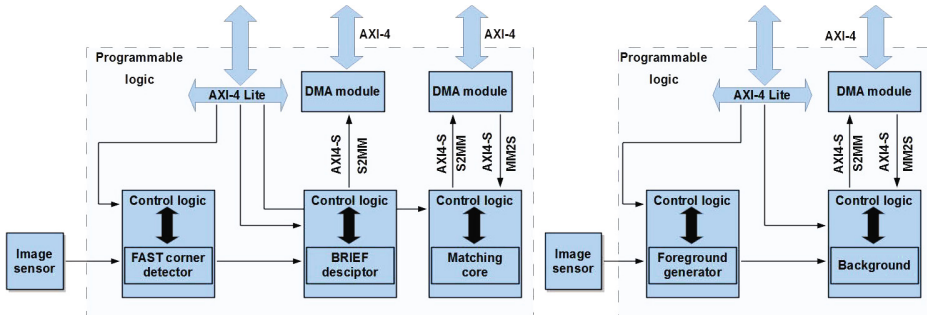 AXI-4
AXI-4
Programmable
logic
AXI-4 Lite
DMA module
DMA module
AXI4-S
S2MM
AXI4-S
S2MM
AXI4-S
MM2S
Control logic
Control logic
Control logic
Image
sensor
FAST corner
detector
BRIEF
desciptor
Matching
core
AXI-4
Programmable
logic
AXI-4 Lite
DMA module
AXI4-S
S2MM
AXI4-S
MM2S
Control logic
Control logic
Image
sensor
Foreground
generator
Background